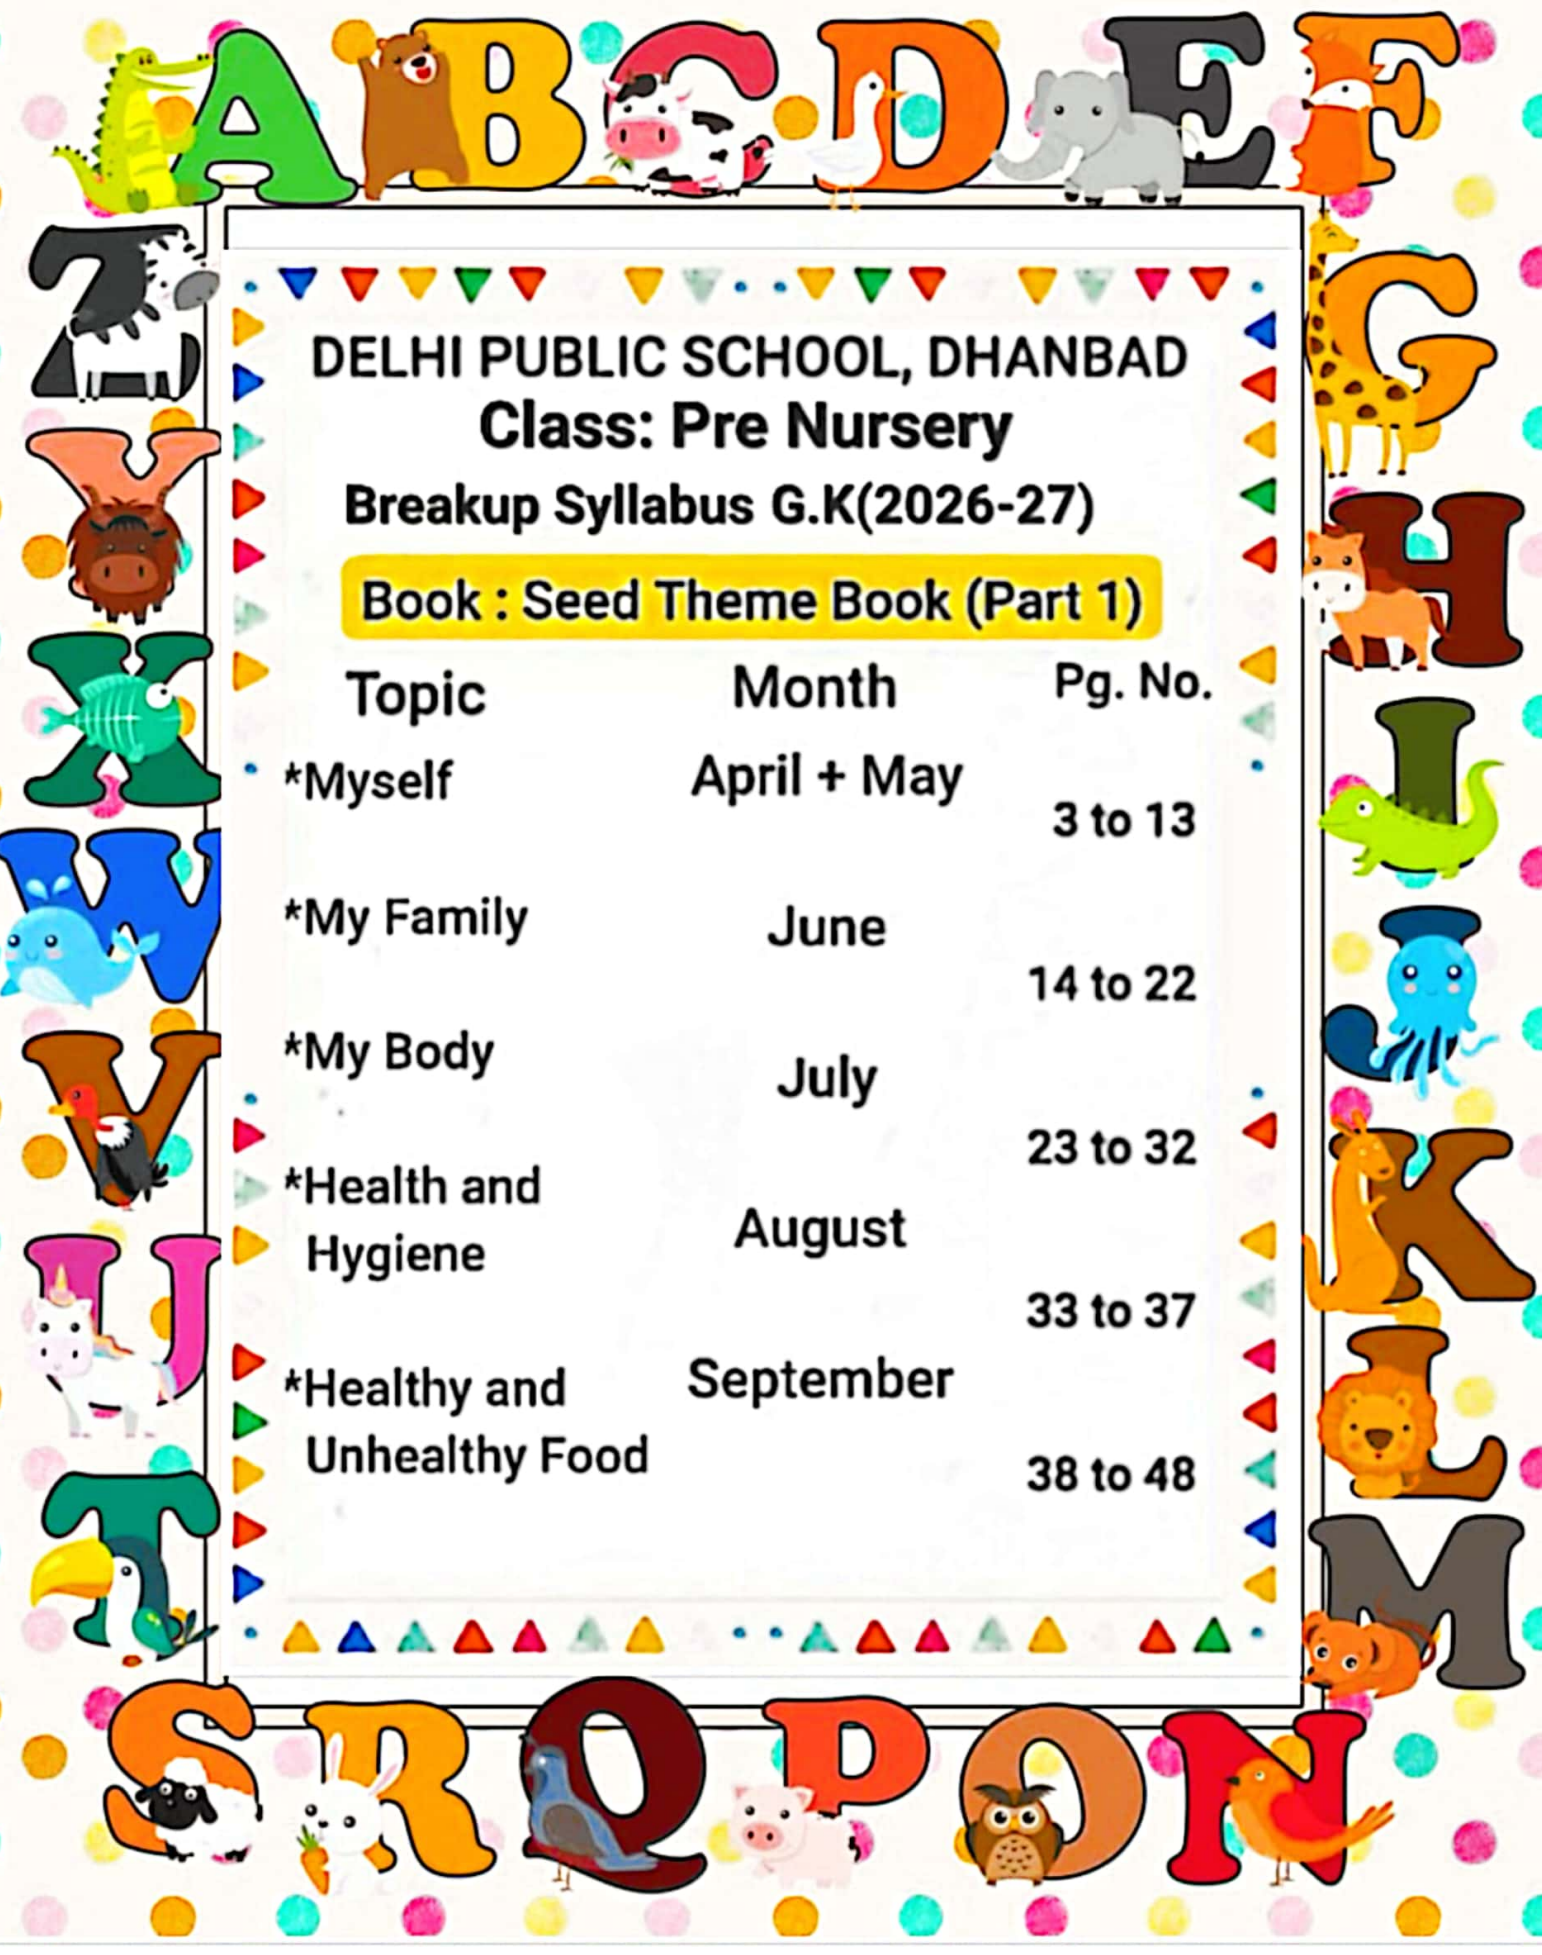 A B C D E F
DELHI PUBLIC SCHOOL, DHANBAD
Class: Pre Nursery
Breakup Syllabus G.K(2026-27)
Book : Seed Theme Book (Part 1)
Topic Month Pg. No.
*Myself April + May 3 to 13
*My Family June 14 to 22
*My Body July 23 to 32
*Health and
Hygiene August 33 to 37
*Healthy and
Unhealthy Food September 38 to 48
G
H
I
J
K
L
M
Z
Y
X
W
V
U
T
S R Q P O N